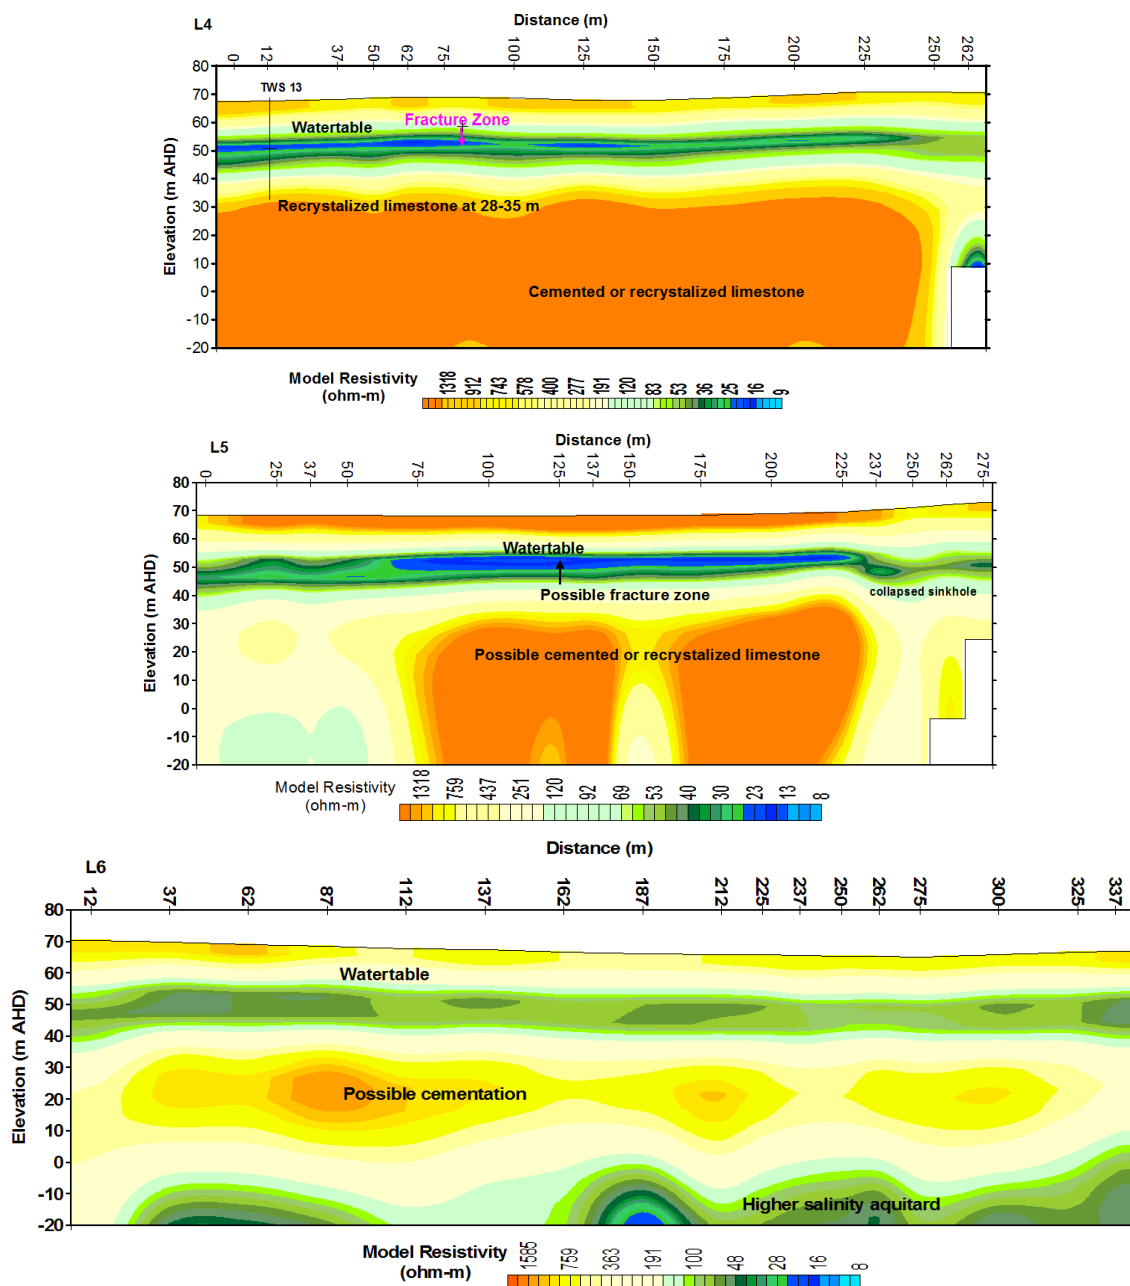 L4
Distance (m)
0 12 37 50 62 75 100 125 150 175 200 225 250 262
80
70
60
50
40
30
20
10
0
-10
-20
Elevation (m AHD)
TWS 13
Fracture Zone
Watertable
Recrystalized limestone at 28-35 m
Cemented or recrystalized limestone
Model Resistivity
(ohm-m)
1318 972 743 578 400 277 191 120 83 53 36 25 16 9
L5
Distance (m)
0 25 37 50 75 100 125 137 150 175 200 225 237 250 262 275
80
70
60
50
40
30
20
10
0
-10
-20
Elevation (m AHD)
Watertable
Possible fracture zone
collapsed sinkhole
Possible cemented or recrystalized limestone
Model Resistivity
(ohm-m)
1318 759 437 251 120 92 69 53 40 30 23 11 8
Distance (m)
L6
12 37 62 87 112 137 162 187 212 225 237 250 262 275 300 325 337
80
70
60
50
40
30
20
10
0
-10
-20
Elevation (m AHD)
Watertable
Possible cementation
Higher salinity aquitard
Model Resistivity
(ohm-m)
1585 759 363 191 100 48 28 16 8